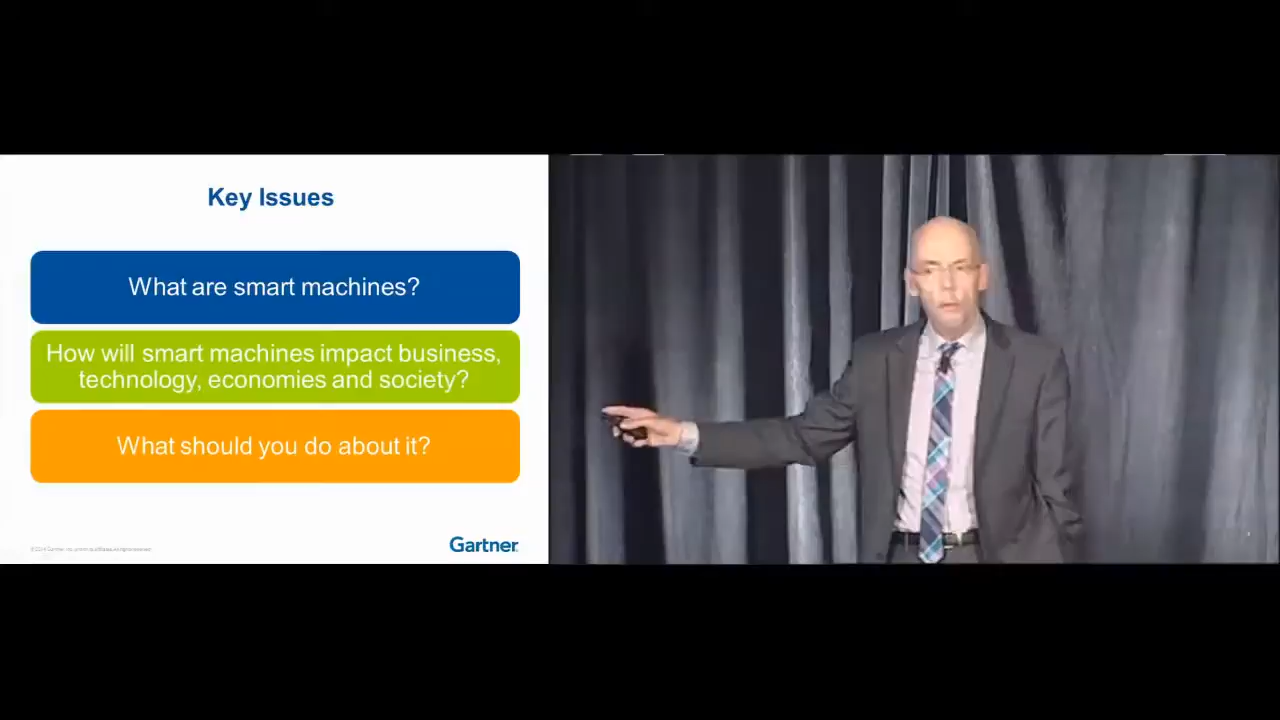 Key Issues
What are smart machines?
How will smart machines impact business,
technology, economies and society?
What should you do about it?
Gartner